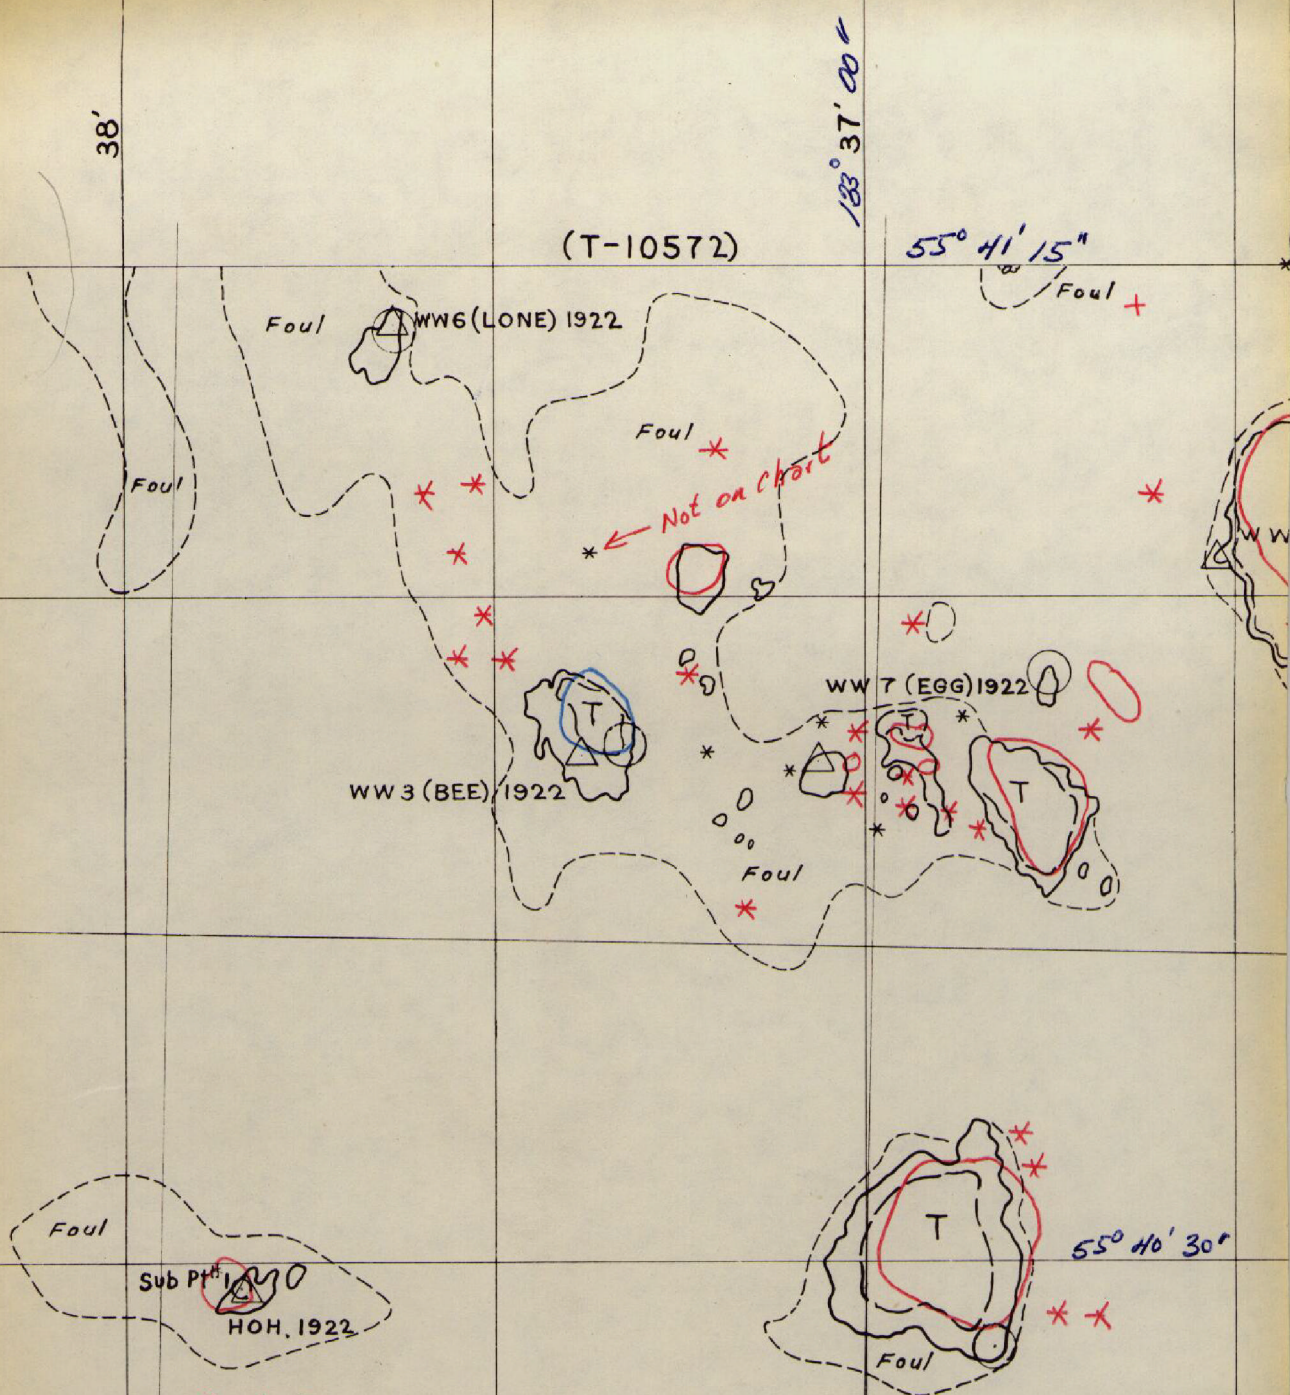 38'
133° 37' 00"
(T-10572)
55° 41' 15"
Foul
Foul
WW6 (LONE) 1922
Foul
Not on Chart
Foul
W W
WW 7 (EGG) 1922
T
T
T
WW 3 (BEE) 1922
Foul
Foul
T
55° 40' 30"
Sub Pt# 1
HOH, 1922
Foul